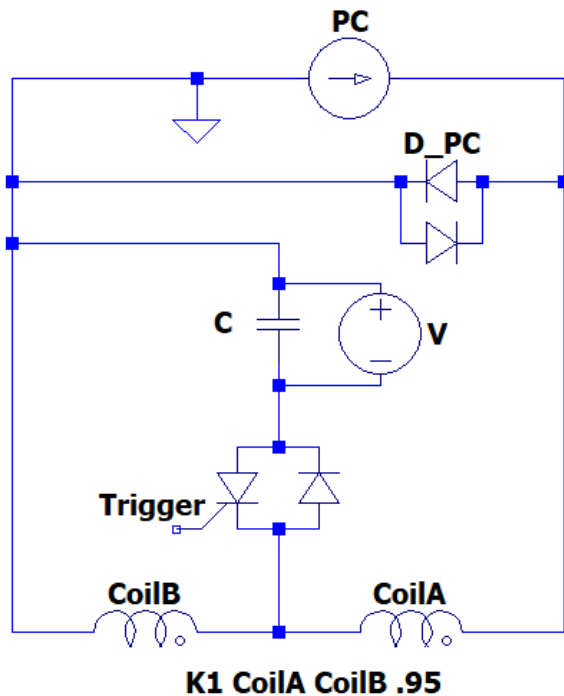 PC
D_PC
C
+
V
−
Trigger
CoilB
CoilA
K1 CoilA CoilB .95